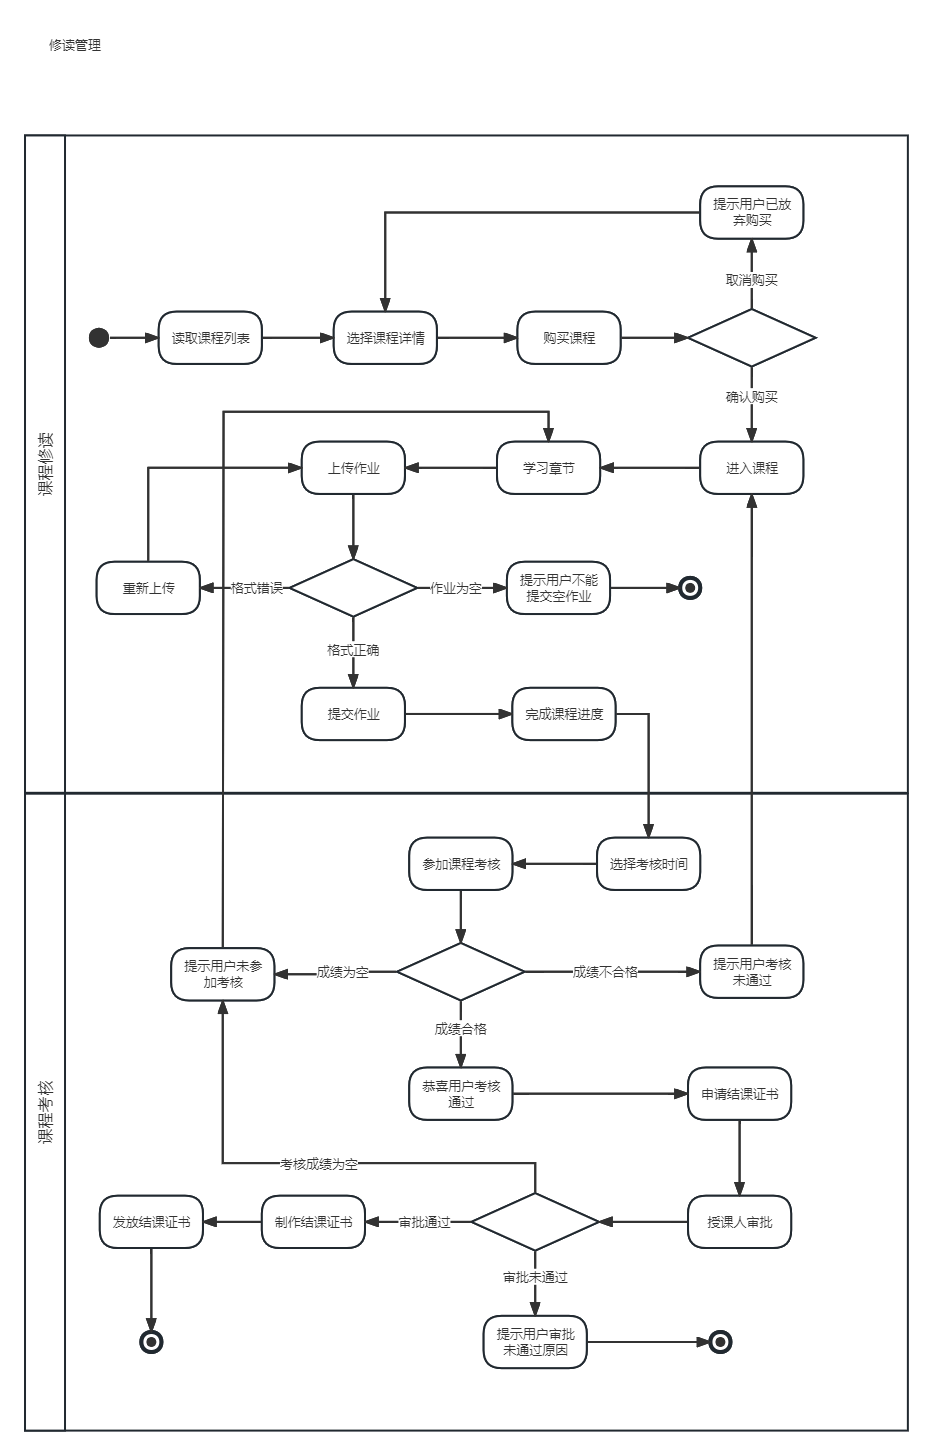 修读管理
课程修读
提示用户已放
弃购买
取消购买
读取课程列表
选择课程详情
购买课程
确认购买
上传作业
学习章节
进入课程
重新上传
格式错误
作业为空
提示用户不能
提交空作业
格式正确
提交作业
完成课程进度
课程考核
参加课程考核
选择考核时间
提示用户未参
加考核
成绩为空
成绩不合格
提示用户考核
未通过
成绩合格
恭喜用户考核
通过
申请结课证书
考核成绩为空
发放结课证书
制作结课证书
审批通过
授课人审批
审批未通过
提示用户审批
未通过原因